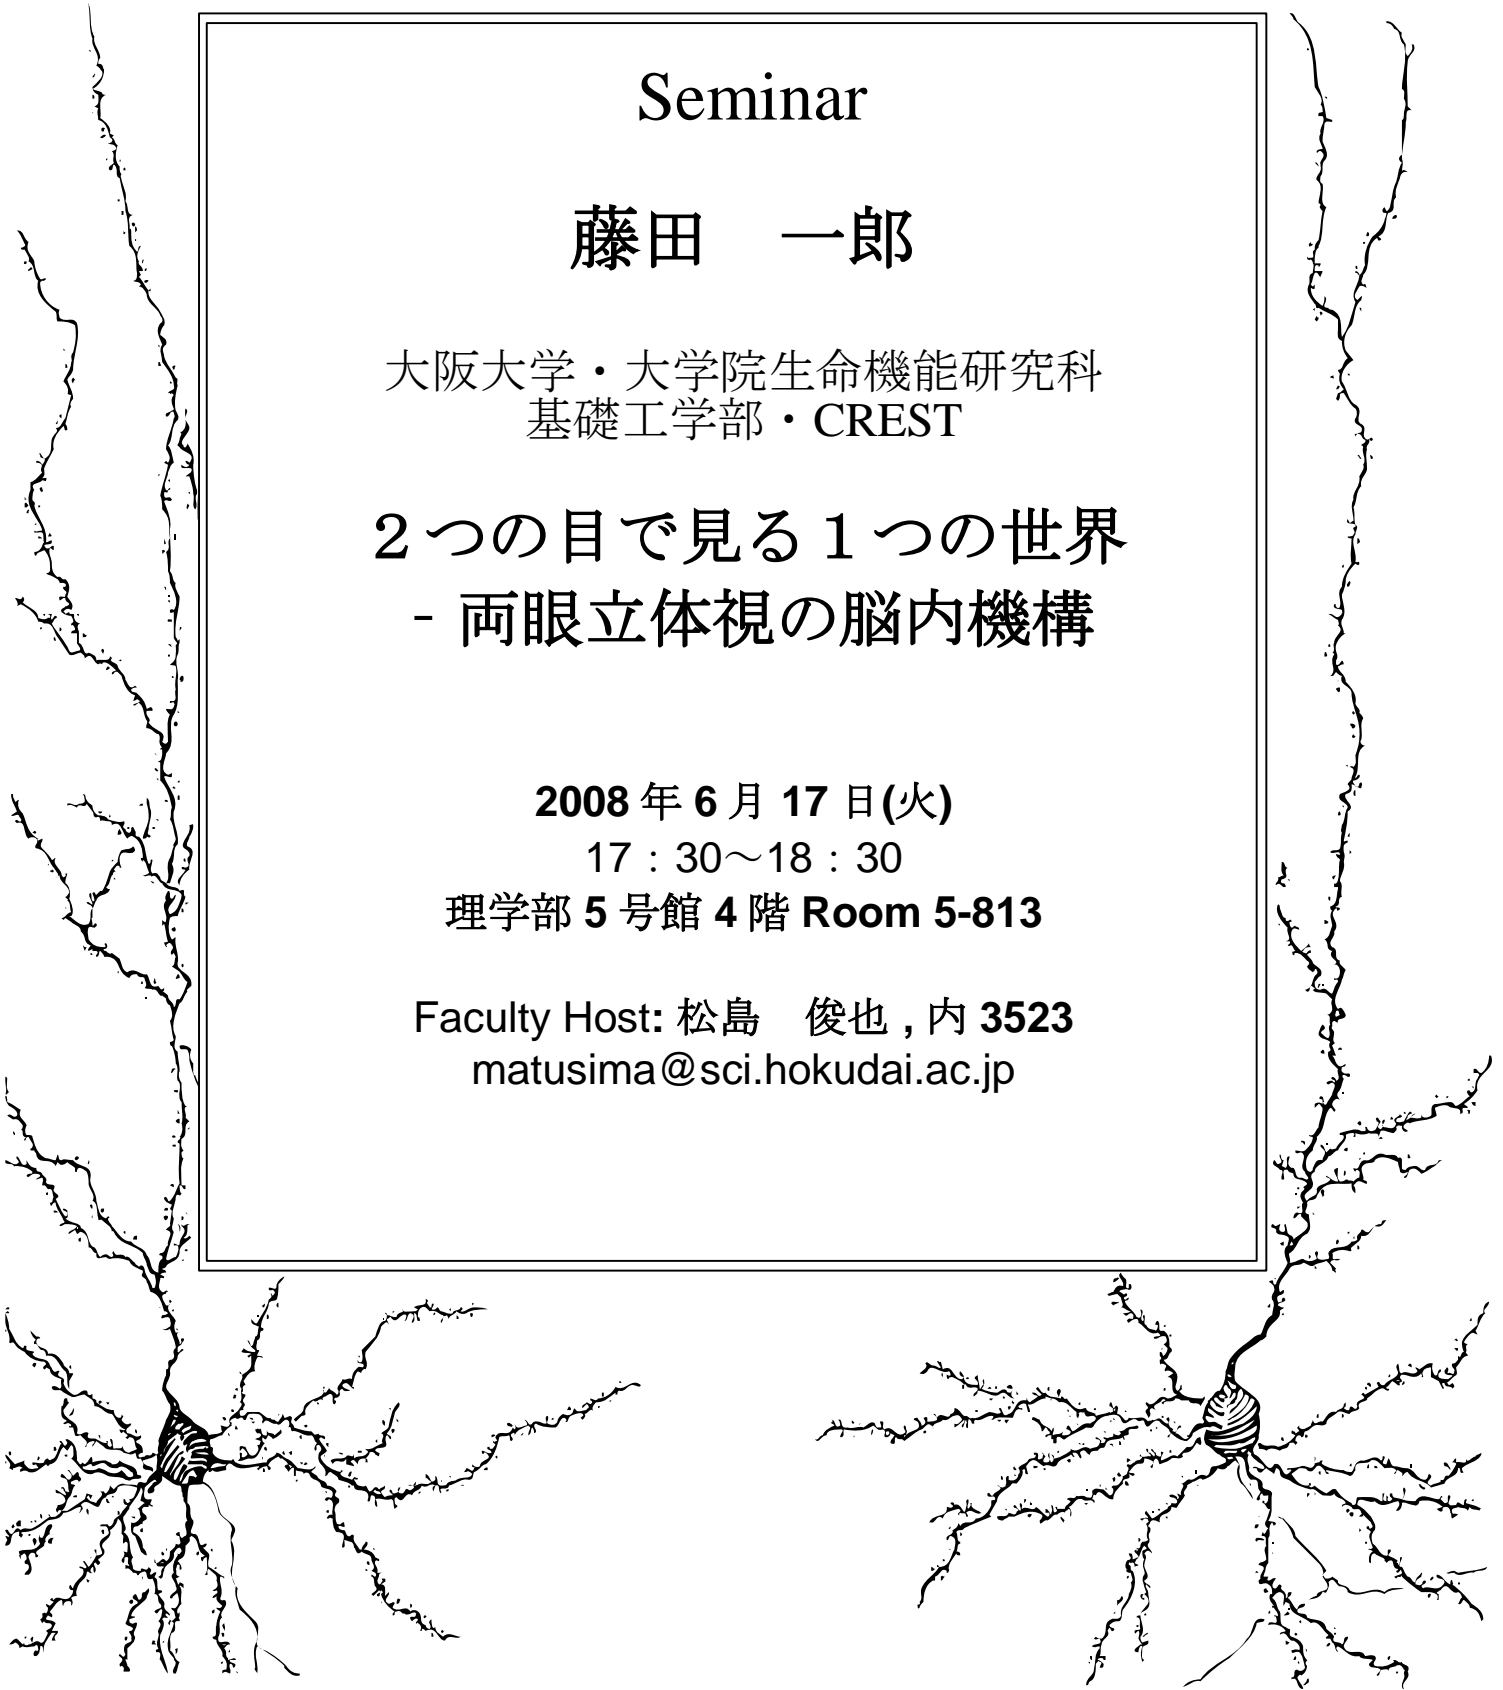 Seminar
藤田　一郎
大阪大学・大学院生命機能研究科
基礎工学部・CREST
２つの目で見る１つの世界
- 両眼立体視の脳内機構
2008 年 6 月 17 日(火)
17：30～18：30
理学部 5 号館 4 階 Room 5-813
Faculty Host: 松島　俊也 , 内 3523
matusima@sci.hokudai.ac.jp